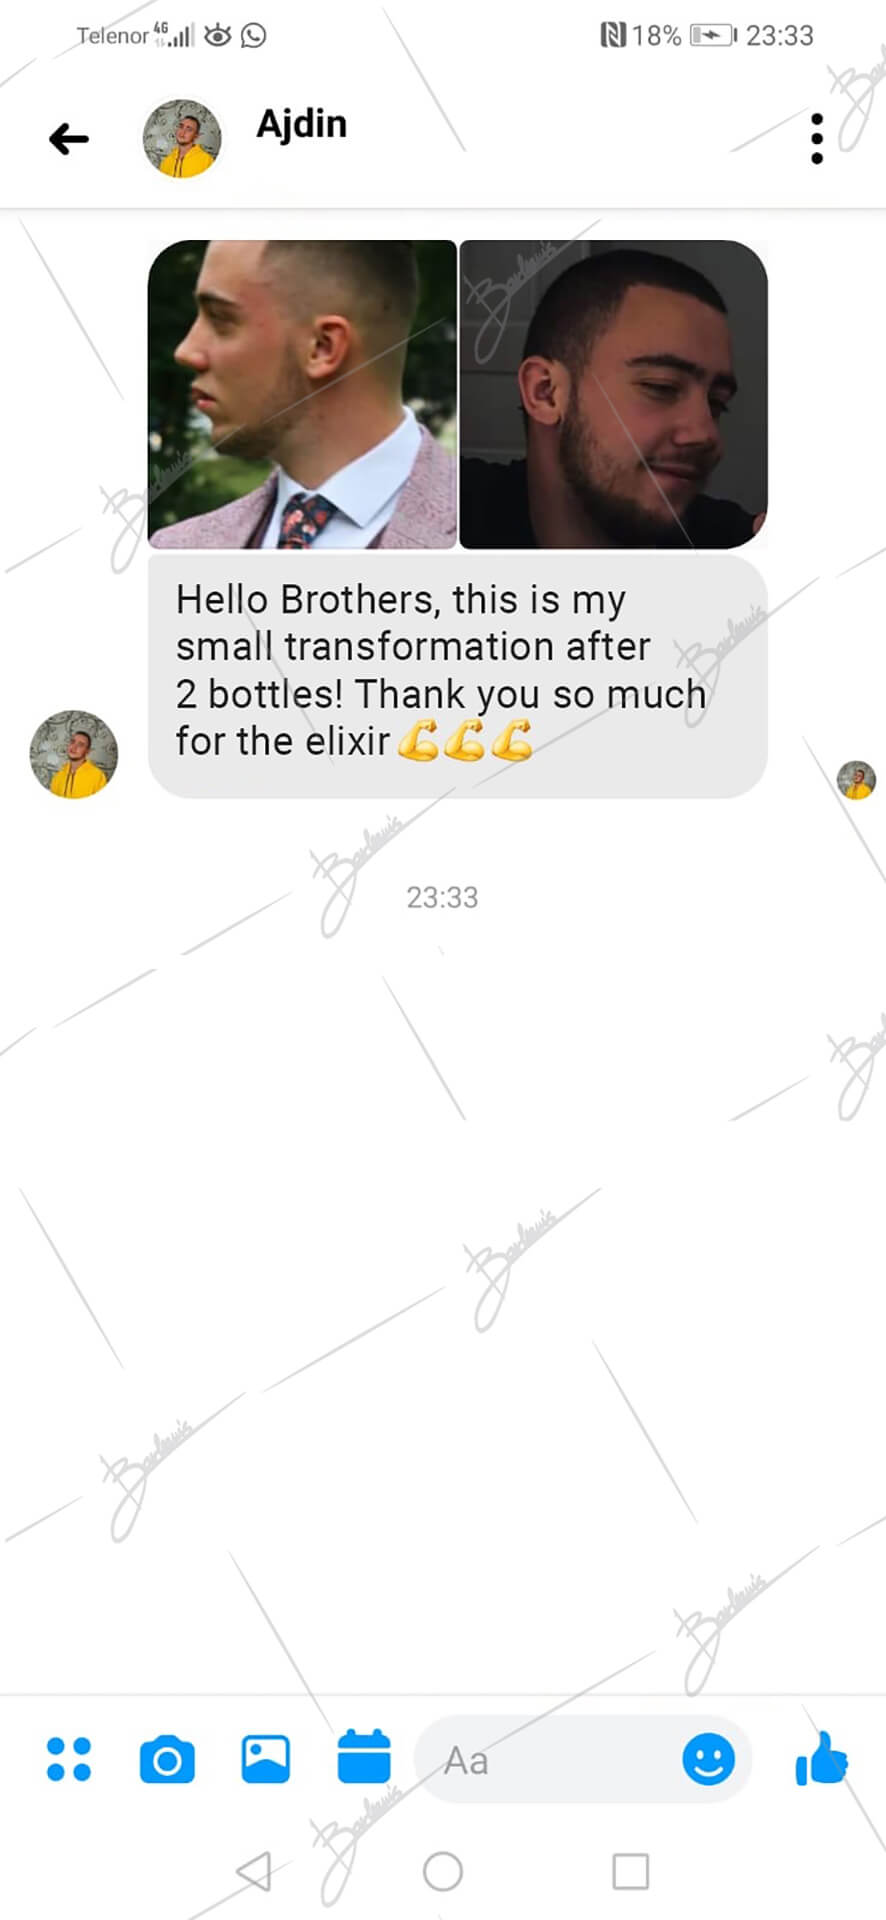 Telenor 4G 18% 23:33
Ajdin
Hello Brothers, this is my
small transformation after
2 bottles! Thank you so much
for the elixir💪💪💪
23:33
Aa